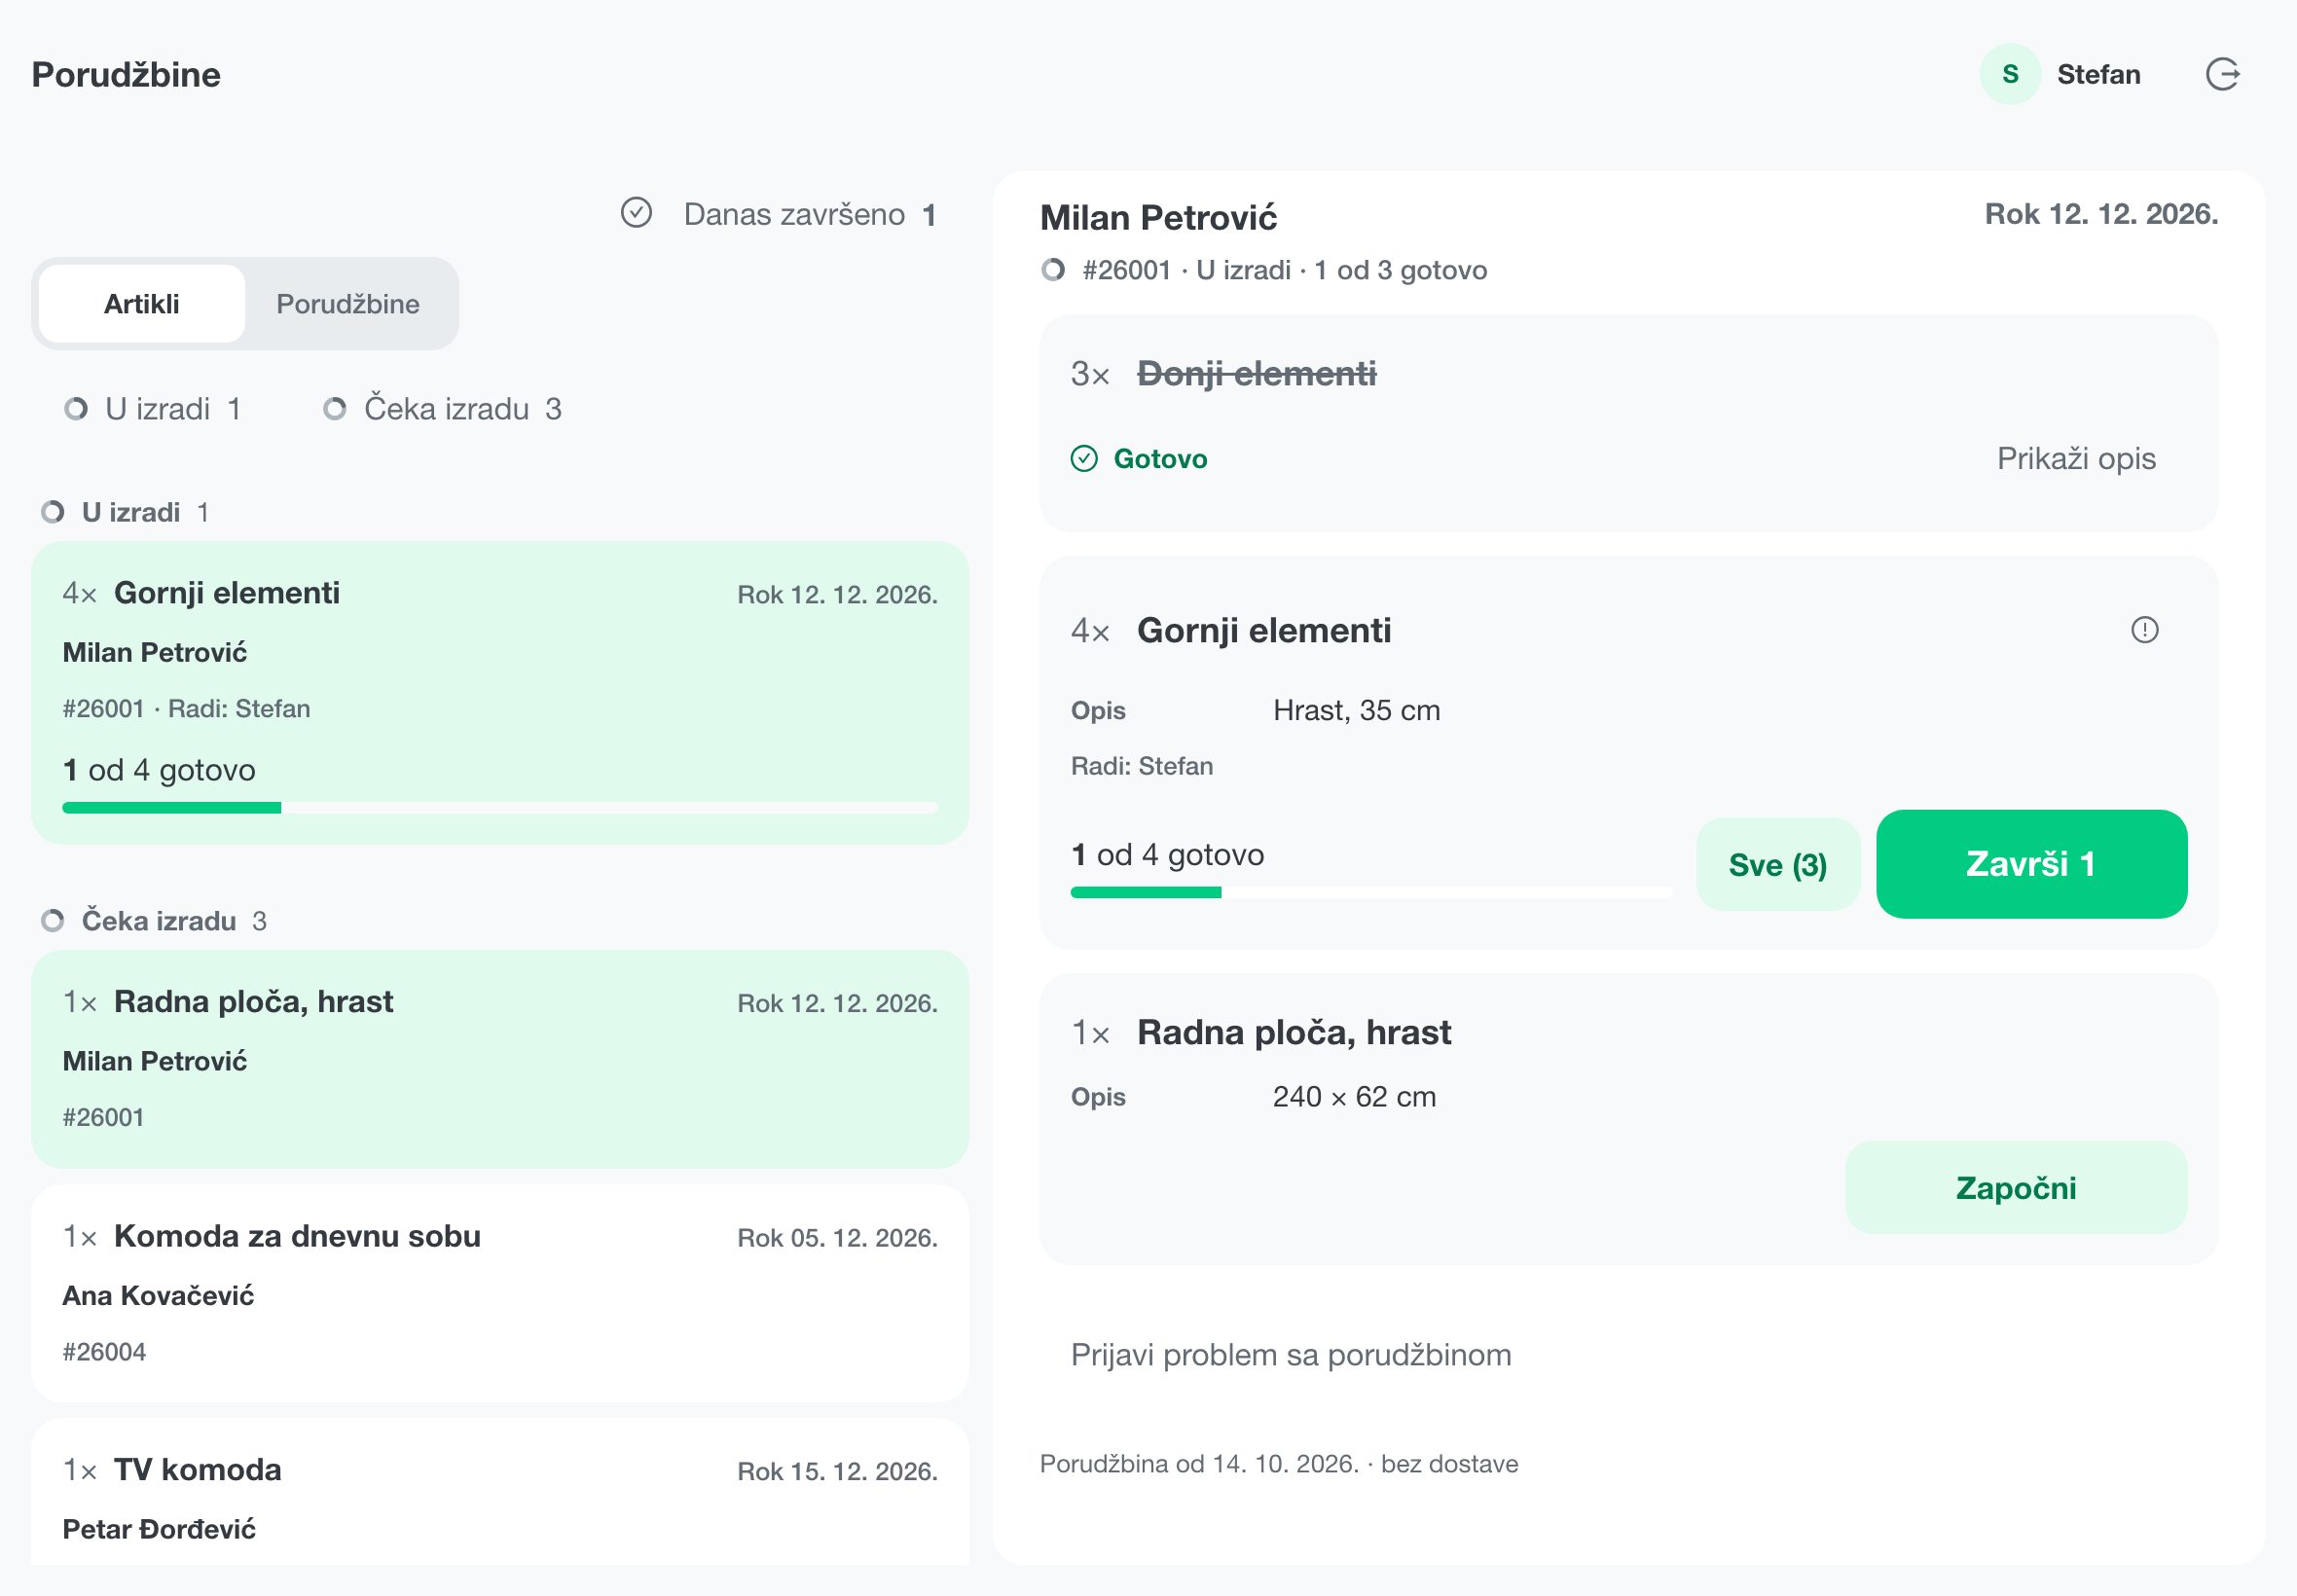 Porudžbine
S Stefan
Danas završeno 1
Artikli Porudžbine
U izradi 1 Čeka izradu 3
U izradi 1
4× Gornji elementi Rok 12. 12. 2026.
Milan Petrović
#26001 · Radi: Stefan
1 od 4 gotovo
Čeka izradu 3
1× Radna ploča, hrast Rok 12. 12. 2026.
Milan Petrović
#26001
1× Komoda za dnevnu sobu Rok 05. 12. 2026.
Ana Kovačević
#26004
1× TV komoda Rok 15. 12. 2026.
Petar Đorđević
Milan Petrović Rok 12. 12. 2026.
#26001 · U izradi · 1 od 3 gotovo
3× Donji elementi
Gotovo Prikaži opis
4× Gornji elementi
Opis Hrast, 35 cm
Radi: Stefan
1 od 4 gotovo Sve (3) Završi 1
1× Radna ploča, hrast
Opis 240 × 62 cm
Započni
Prijavi problem sa porudžbinom
Porudžbina od 14. 10. 2026. · bez dostave